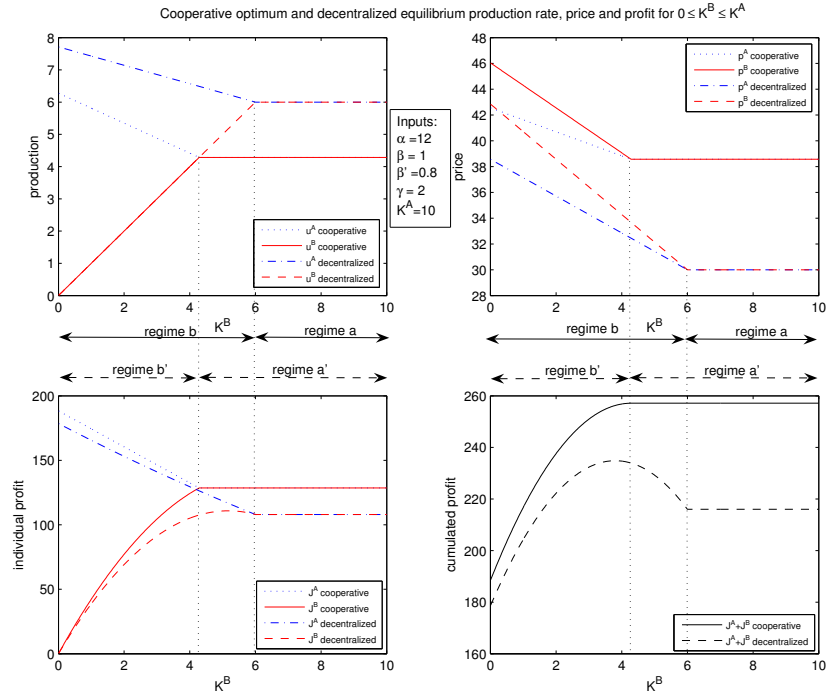 Cooperative optimum and decentralized equilibrium production rate, price and profit for 0 ≤ K^B ≤ K^A
8
7
6
5
4
3
2
1
0
production
0 2 4 6 8 10
K^B
u^A cooperative
u^B cooperative
u^A decentralized
u^B decentralized
Inputs:
α =12
β = 1
β' =0.8
γ = 2
K^A=10
48
46
44
42
40
38
36
34
32
30
28
price
0 2 4 6 8 10
K^B
p^A cooperative
p^B cooperative
p^A decentralized
p^B decentralized
regime b
regime a
regime b
regime a
regime b'
regime a'
regime b'
regime a'
200
150
100
50
0
individual profit
0 2 4 6 8 10
K^B
J^A cooperative
J^B cooperative
J^A decentralized
J^B decentralized
260
240
220
200
180
160
cumulated profit
0 2 4 6 8 10
K^B
J^A+J^B cooperative
J^A+J^B decentralized